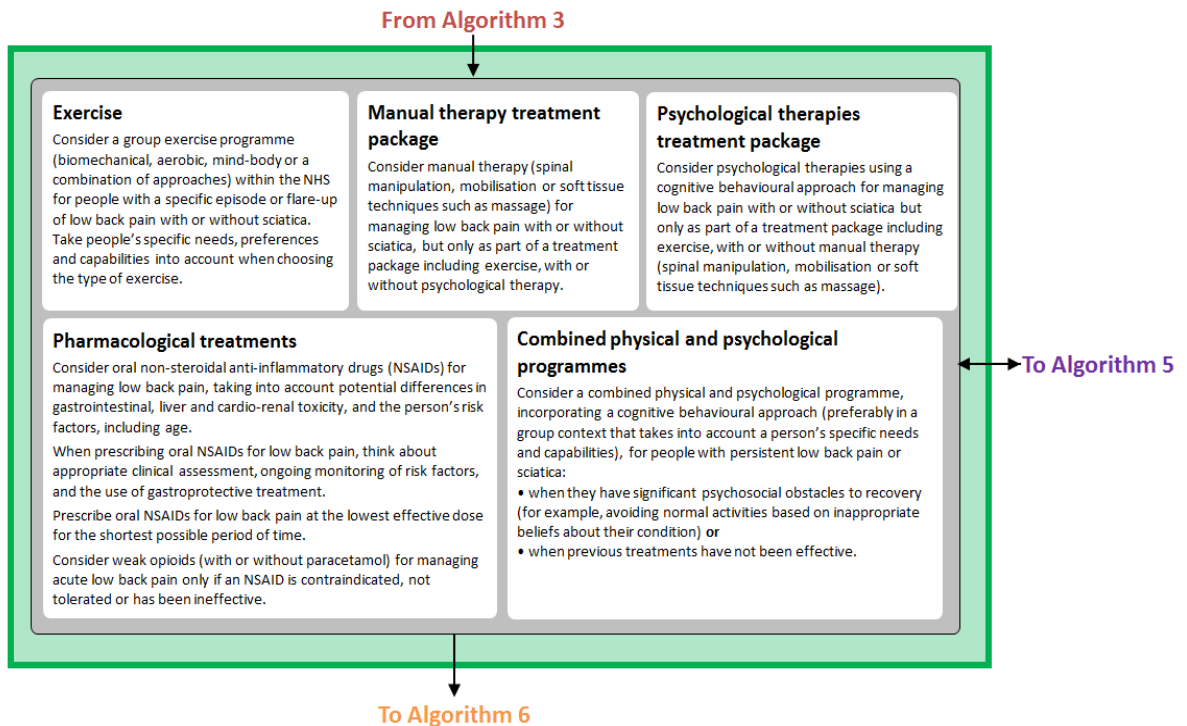 From Algorithm 3
Exercise
Consider a group exercise programme
(biomechanical, aerobic, mind-body or a
combination of approaches) within the NHS
for people with a specific episode or flare-up
of low back pain with or without sciatica.
Take people's specific needs, preferences
and capabilities into account when choosing
the type of exercise.
Manual therapy treatment
package
Consider manual therapy (spinal
manipulation, mobilisation or soft tissue
techniques such as massage) for
managing low back pain with or without
sciatica, but only as part of a treatment
package including exercise, with or
without psychological therapy.
Psychological therapies
treatment package
Consider psychological therapies using a
cognitive behavioural approach for managing
low back pain with or without sciatica but
only as part of a treatment package including
exercise, with or without manual therapy
(spinal manipulation, mobilisation or soft
tissue techniques such as massage).
Pharmacological treatments
Consider oral non-steroidal anti-inflammatory drugs (NSAIDs) for
managing low back pain, taking into account potential differences in
gastrointestinal, liver and cardio-renal toxicity, and the person's risk
factors, including age.
When prescribing oral NSAIDs for low back pain, think about
appropriate clinical assessment, ongoing monitoring of risk factors,
and the use of gastroprotective treatment.
Prescribe oral NSAIDs for low back pain at the lowest effective dose
for the shortest possible period of time.
Consider weak opioids (with or without paracetamol) for managing
acute low back pain only if an NSAID is contraindicated, not
tolerated or has been ineffective.
Combined physical and psychological
programmes
Consider a combined physical and psychological programme,
incorporating a cognitive behavioural approach (preferably in a
group context that takes into account a person's specific needs
and capabilities), for people with persistent low back pain or
sciatica:
• when they have significant psychosocial obstacles to recovery
(for example, avoiding normal activities based on inappropriate
beliefs about their condition) or
• when previous treatments have not been effective.
To Algorithm 5
To Algorithm 6